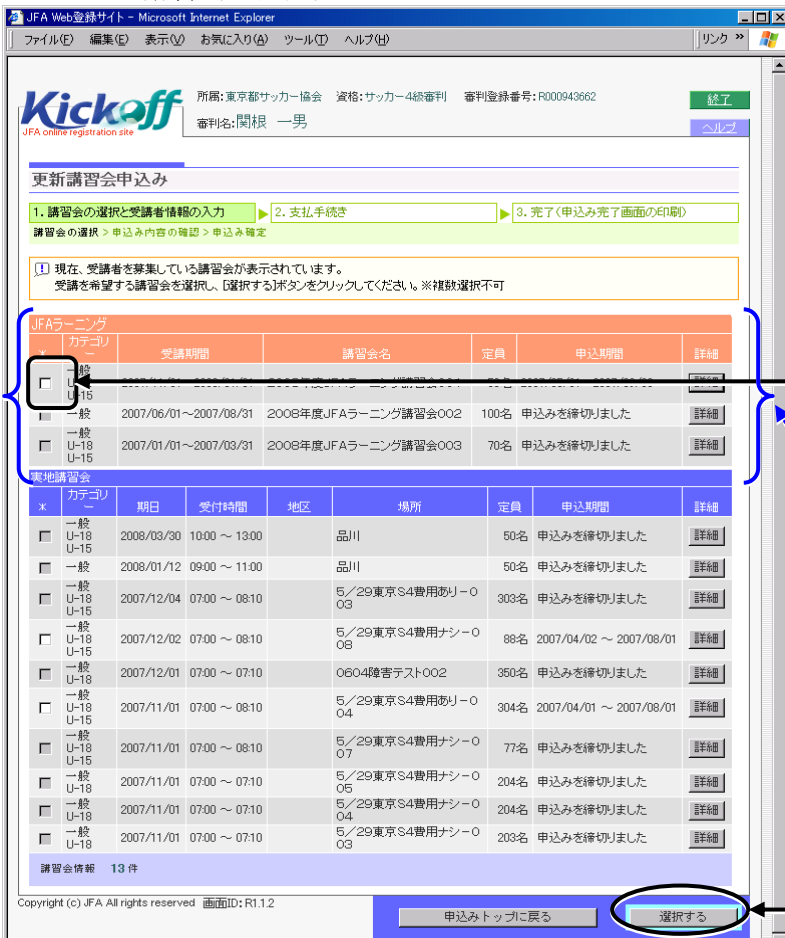 JFA Web登録サイト - Microsoft Internet Explorer
ファイル(F) 編集(E) 表示(V) お気に入り(A) ツール(T) ヘルプ(H) リンク »
Kickoff
JFA online registration site
所属:東京都サッカー協会 資格:サッカー4級審判 審判登録番号:R000943662
審判名:関根 一男
終了
ヘルプ
更新講習会申込み
1. 講習会の選択と受講者情報の入力 2. 支払手続き 3. 完了(申込み完了画面の印刷)
講習会の選択 > 申込み内容の確認 > 申込み確定
現在、受講者を募集している講習会が表示されています。
受講を希望する講習会を選択し、[選択する]ボタンをクリックしてください。※複数選択不可
JFAラーニング
* カテゴリー 受講期間 講習会名 定員 申込期間 詳細
一般
U-15
一般 2007/06/01~2007/08/31 2008年度JFAラーニング講習会002 100名 申込みを締切りました 詳細
一般 U-18 U-15 2007/01/01~2007/03/31 2008年度JFAラーニング講習会003 70名 申込みを締切りました 詳細
実地講習会
* カテゴリー 期日 受付時間 地区 場所 定員 申込期間 詳細
一般 U-18 U-15 2008/03/30 10:00 ~ 13:00 品川 50名 申込みを締切りました 詳細
一般 2008/01/12 09:00 ~ 11:00 品川 50名 申込みを締切りました 詳細
一般 U-18 U-15 2007/12/04 07:00 ~ 08:10 5/29東京S4費用あり-003 303名 申込みを締切りました 詳細
一般 U-18 U-15 2007/12/02 07:00 ~ 08:10 5/29東京S4費用ナシ-008 88名 2007/04/02 ~ 2007/08/01 詳細
一般 U-18 2007/12/01 07:00 ~ 07:10 0604障害テスト002 350名 申込みを締切りました 詳細
一般 U-18 U-15 2007/11/01 07:00 ~ 08:10 5/29東京S4費用あり-004 304名 2007/04/01 ~ 2007/08/01 詳細
一般 U-18 U-15 2007/11/01 07:00 ~ 08:10 5/29東京S4費用ナシ-007 77名 申込みを締切りました 詳細
一般 U-18 2007/11/01 07:00 ~ 07:10 5/29東京S4費用ナシ-005 204名 申込みを締切りました 詳細
一般 U-18 2007/11/01 07:00 ~ 07:10 5/29東京S4費用ナシ-004 204名 申込みを締切りました 詳細
一般 U-18 2007/11/01 07:00 ~ 07:10 5/29東京S4費用ナシ-003 203名 申込みを締切りました 詳細
講習会情報 13 件
Copyright (c) JFA All rights reserved 画面ID: R1.1.2
申込みトップに戻る 選択する